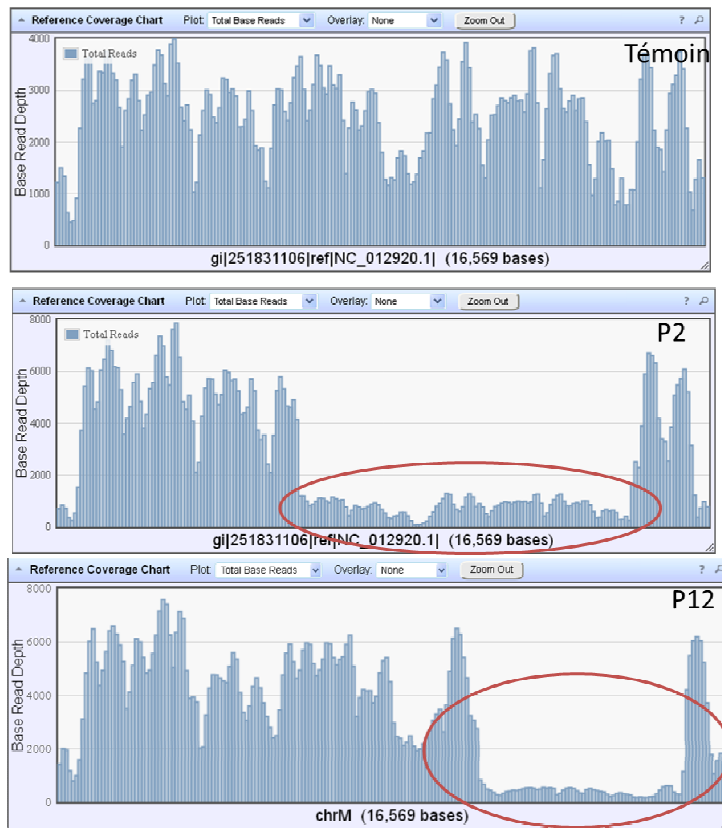 Reference Coverage Chart Plot: Total Base Reads Overlay: None Zoom Out ?
4000
Total Reads
Témoin
3000
Base Read Depth
2000
1000
0
gi|251831106|ref|NC_012920.1| (16,569 bases)
Reference Coverage Chart Plot: Total Base Reads Overlay: None Zoom Out ?
8000
Total Reads
P2
6000
Base Read Depth
4000
2000
0
gi|251831106|ref|NC_012920.1| (16,569 bases)
Reference Coverage Chart Plot: Total Base Reads Overlay: None Zoom Out ?
8000
P12
6000
Base Read Depth
4000
2000
0
chrM (16,569 bases)